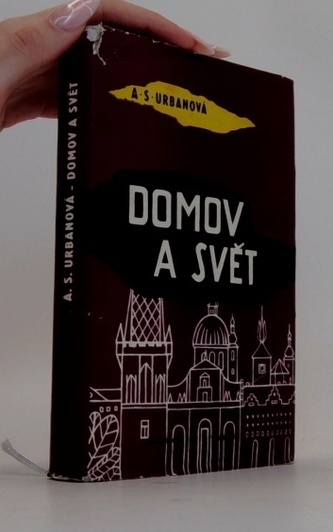 A. S. URBANOVÁ - DOMOV A SVĚT
A·S·URBANOVÁ
DOMOV
A SVĚT